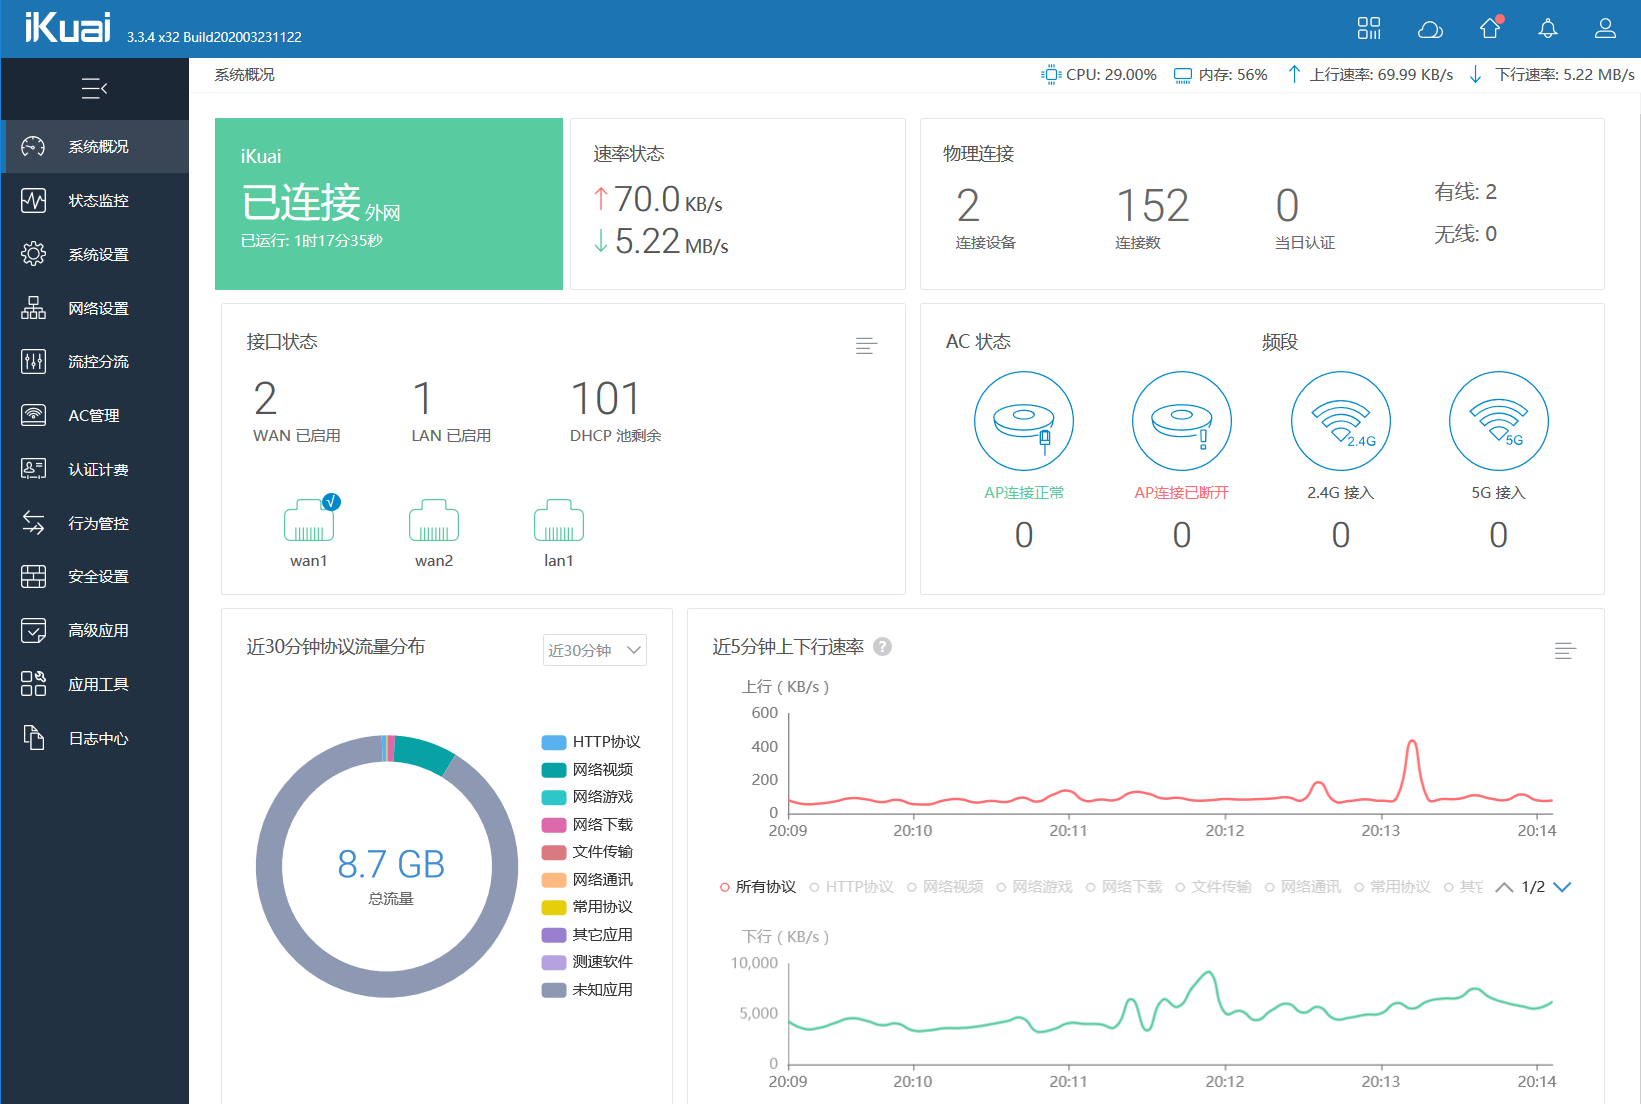 iKuai 3.3.4 x32 Build202003231122
系统概况
CPU: 29.00% 内存: 56% 上行速率: 69.99 KB/s 下行速率: 5.22 MB/s
系统概况
状态监控
系统设置
网络设置
流控分流
AC管理
认证计费
行为管控
安全设置
高级应用
应用工具
日志中心
iKuai
已连接 外网
已运行: 1时17分35秒
速率状态
70.0 KB/s
5.22 MB/s
物理连接
2 152 0
连接设备 连接数 当日认证
有线: 2
无线: 0
接口状态
2 1 101
WAN 已启用 LAN 已启用 DHCP 池剩余
wan1 wan2 lan1
AC 状态 频段
2.4G 5G
AP连接正常 AP连接已断开 2.4G 接入 5G 接入
0 0 0 0
近30分钟协议流量分布 近30分钟
8.7 GB
总流量
HTTP协议
网络视频
网络游戏
网络下载
文件传输
网络通讯
常用协议
其它应用
测速软件
未知应用
近5分钟上下行速率 ?
上行 ( KB/s )
600
400
200
0
20:09 20:10 20:11 20:12 20:13 20:14
所有协议 HTTP协议 网络视频 网络游戏 网络下载 文件传输 网络通讯 常用协议 1/2
下行 ( KB/s )
10,000
5,000
0
20:09 20:10 20:11 20:12 20:13 20:14